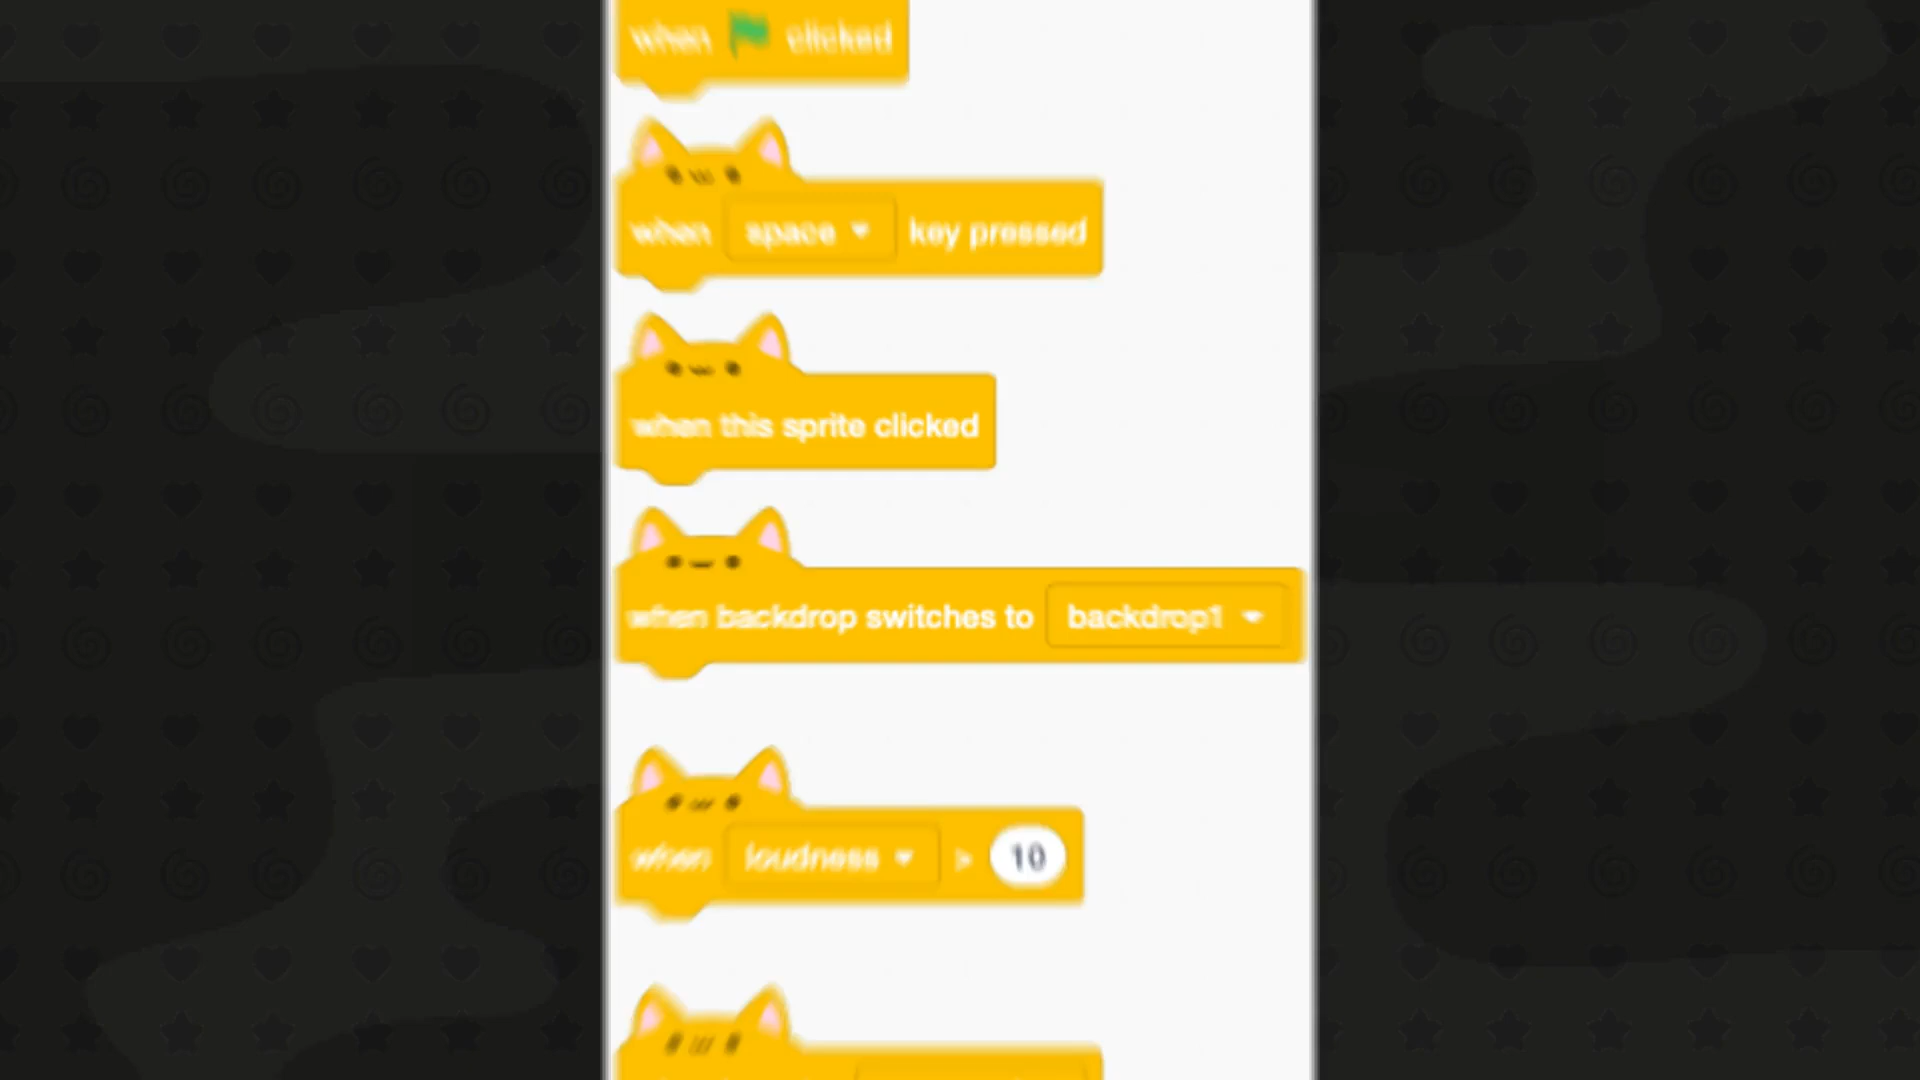 when clicked
when space key pressed
when this sprite clicked
when backdrop switches to backdrop1
when loudness > 10